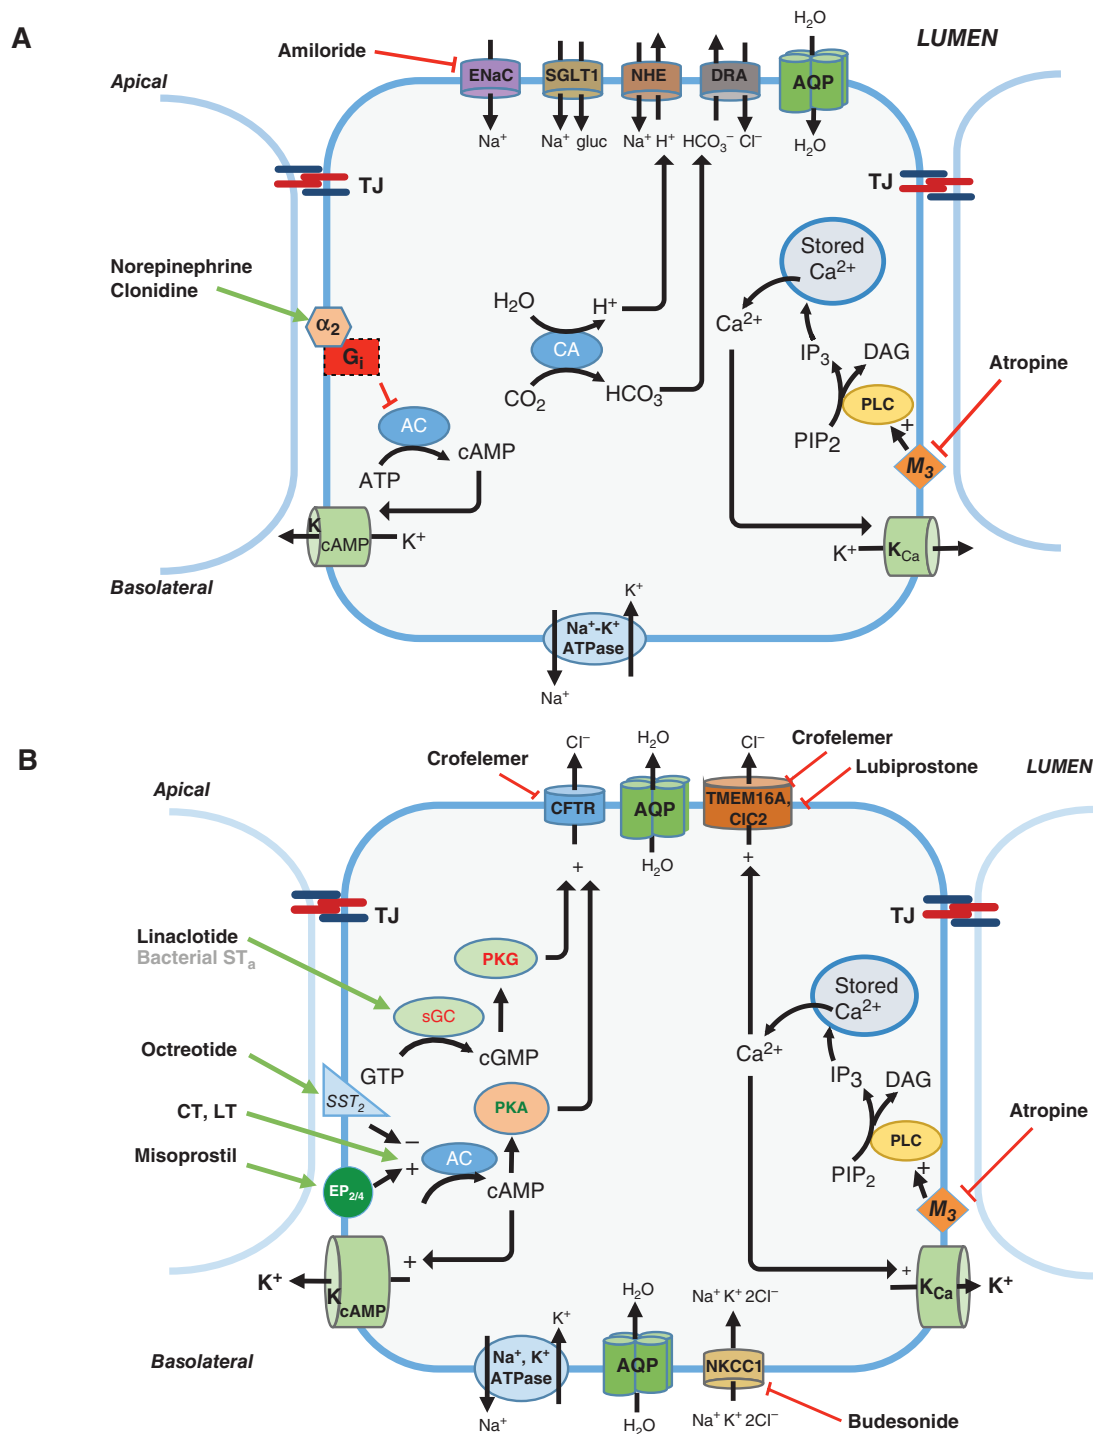 A
Amiloride
H₂O
LUMEN
Apical
ENaC
SGLT1
NHE
DRA
AQP
Na⁺
Na⁺ gluc
Na⁺ H⁺
HCO₃⁻ Cl⁻
H₂O
TJ
TJ
Stored
Ca²⁺
Norepinephrine
Clonidine
α₂
Gᵢ
H₂O
H⁺
Ca²⁺
CA
IP₃
DAG
Atropine
CO₂
HCO₃⁻
PLC
AC
PIP₂
+
ATP
cAMP
M₃
K
cAMP
K⁺
K⁺
K_Ca
Basolateral
Na⁺-K⁺
ATPase
K⁺
Na⁺
B
Crofelemer
Cl⁻
H₂O
Cl⁻
Crofelemer
Lubiprostone
LUMEN
Apical
CFTR
AQP
TMEM16A,
ClC2
+
H₂O
+
TJ
TJ
Linaclotide
Bacterial STₐ
PKG
Stored
Ca²⁺
sGC
Octreotide
GTP
cGMP
Ca²⁺
IP₃
DAG
SST₂
CT, LT
PKA
Atropine
−
PLC
Misoprostil
+
AC
PIP₂
+
EP₂/₄
cAMP
M₃
K⁺
K
cAMP
+
+
K_Ca
K⁺
H₂O
Na⁺ K⁺ 2Cl⁻
Basolateral
K⁺
Na⁺, K⁺
ATPase
AQP
NKCC1
Na⁺
H₂O
Na⁺ K⁺ 2Cl⁻
Budesonide